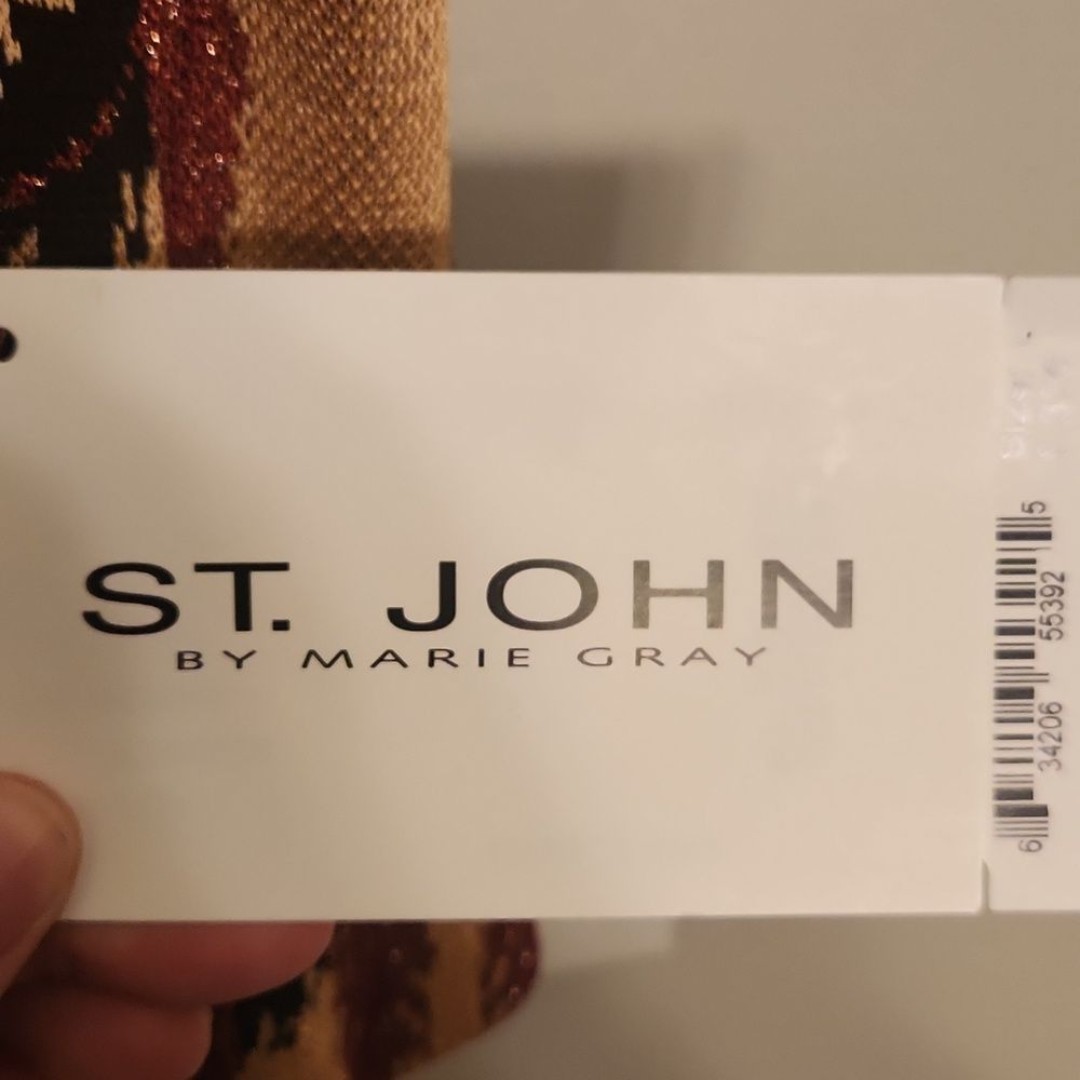 ST. JOHN
BY MARIE GRAY
6 34206 55392 5